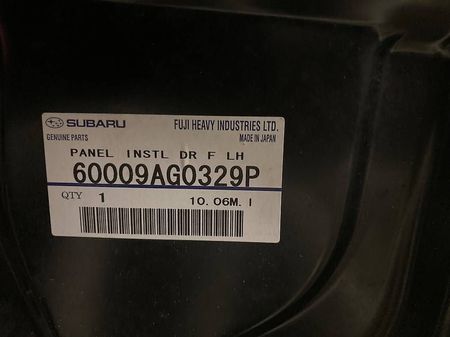 SUBARU FUJI HEAVY INDUSTRIES LTD.
GENUINE PARTS MADE IN JAPAN
PANEL INSTL DR F LH
60009AG0329P
QTY 1 10.06M.I